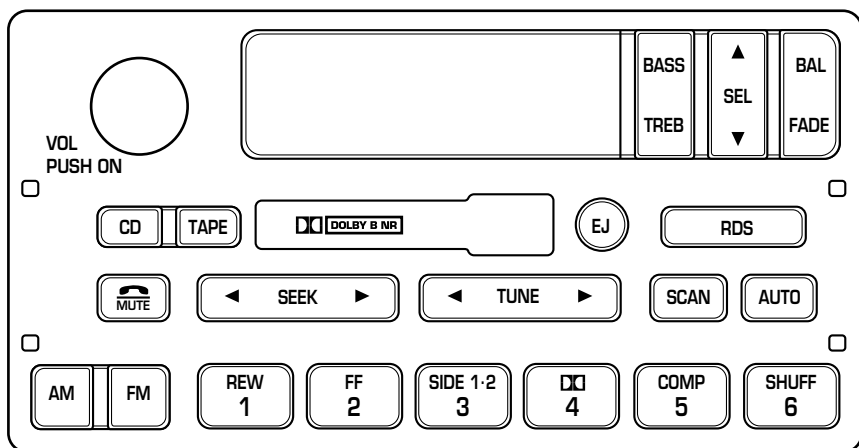 BASS
TREB
▲
SEL
▼
BAL
FADE
VOL
PUSH ON
CD
TAPE
DOLBY B NR
EJ
RDS
MUTE
◄ SEEK ►
◄ TUNE ►
SCAN
AUTO
AM
FM
REW
1
FF
2
SIDE 1·2
3
4
COMP
5
SHUFF
6